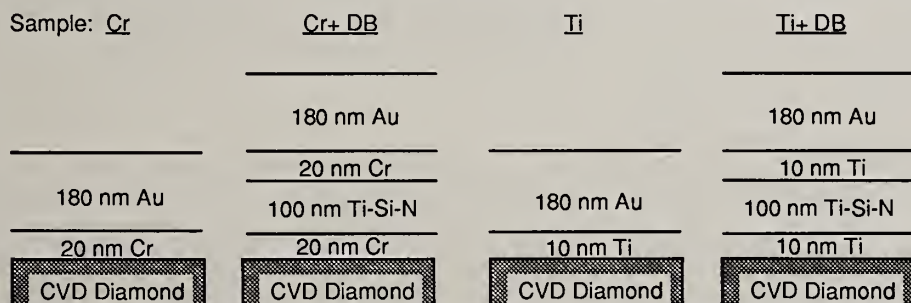 Sample: Cr Cr+ DB Ti Ti+ DB
180 nm Au 180 nm Au
20 nm Cr 10 nm Ti
180 nm Au 100 nm Ti-Si-N 180 nm Au 100 nm Ti-Si-N
20 nm Cr 20 nm Cr 10 nm Ti 10 nm Ti
CVD Diamond CVD Diamond CVD Diamond CVD Diamond